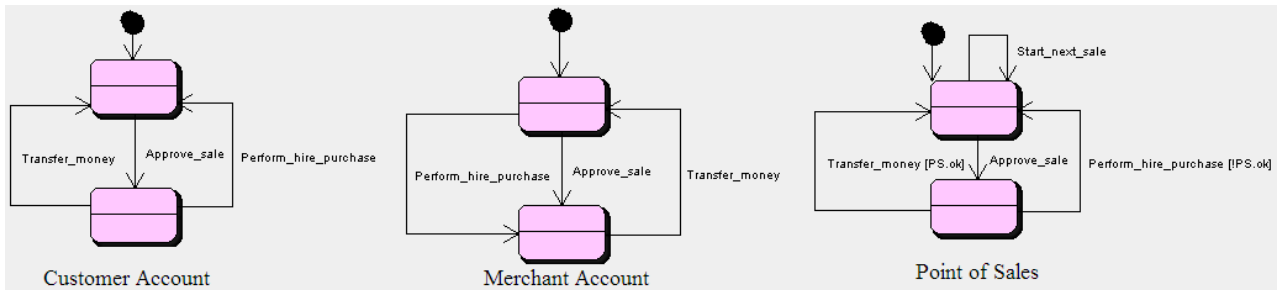 Transfer_money
Approve_sale
Perform_hire_purchase
Customer Account
Perform_hire_purchase
Approve_sale
Transfer_money
Merchant Account
Start_next_sale
Transfer_money [PS.ok]
Approve_sale
Perform_hire_purchase [!PS.ok]
Point of Sales